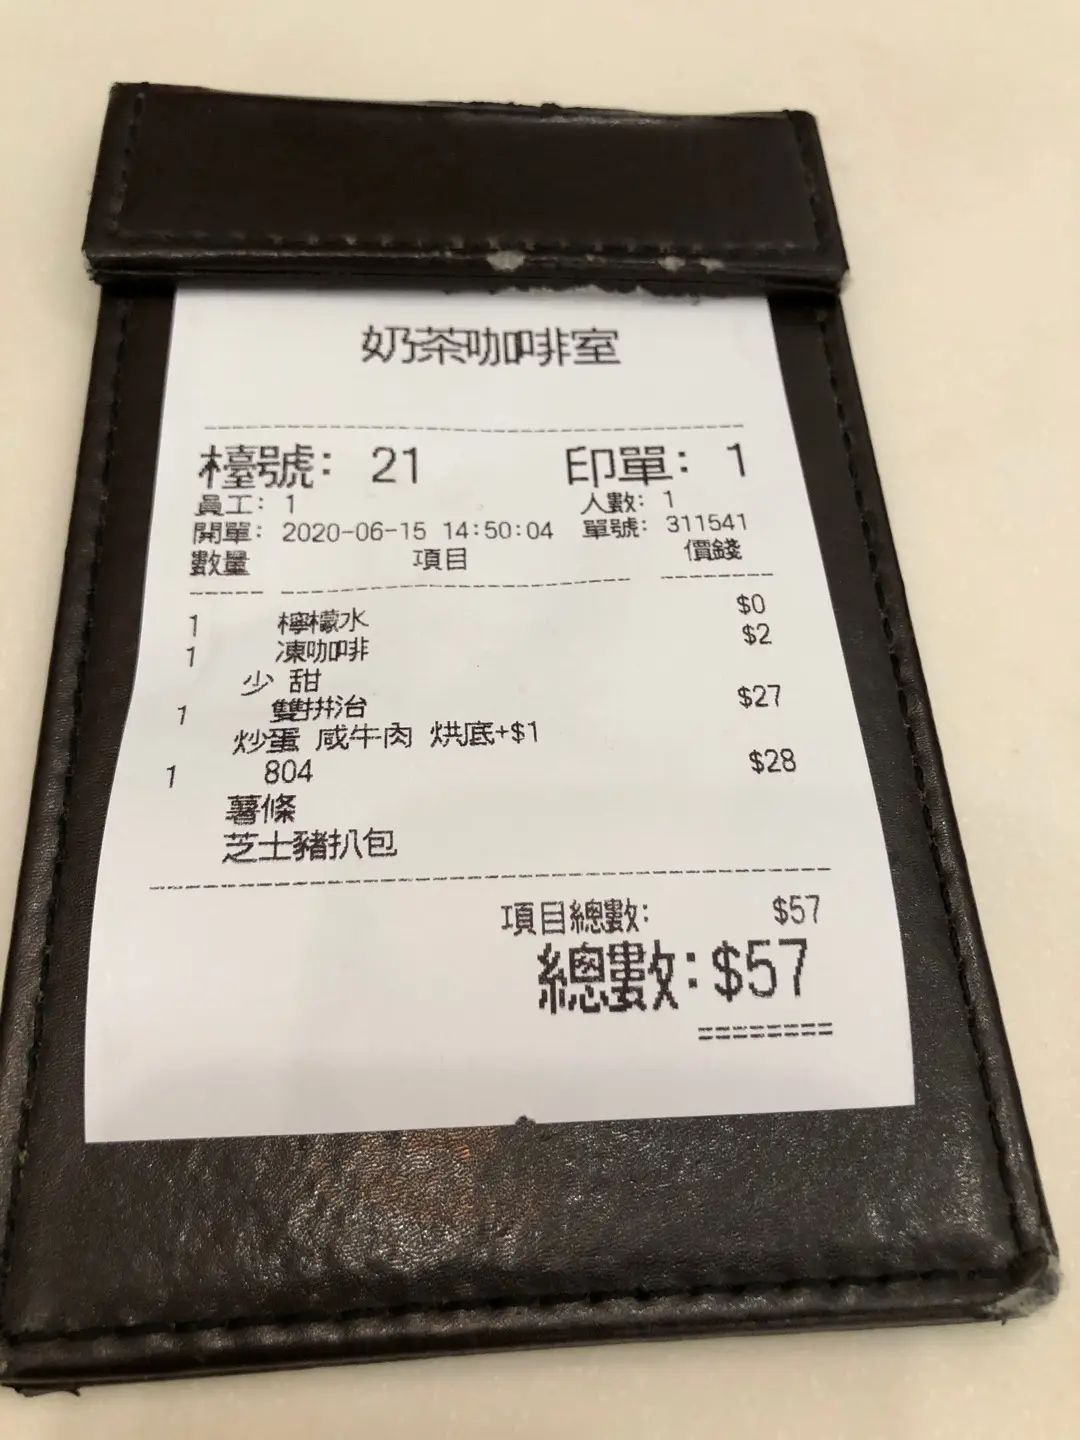 奶茶咖啡室
檯號: 21 印單: 1
員工: 1 人數: 1
開單: 2020-06-15 14:50:04 單號: 311541
數量 項目 價錢
1 檸檬水 $0
1 凍咖啡 $2
少 甜
1 雙拼治 $27
炒蛋 咸牛肉 烘底+$1
1 804 $28
薯條
芝士豬扒包
項目總數: $57
總數: $57
========